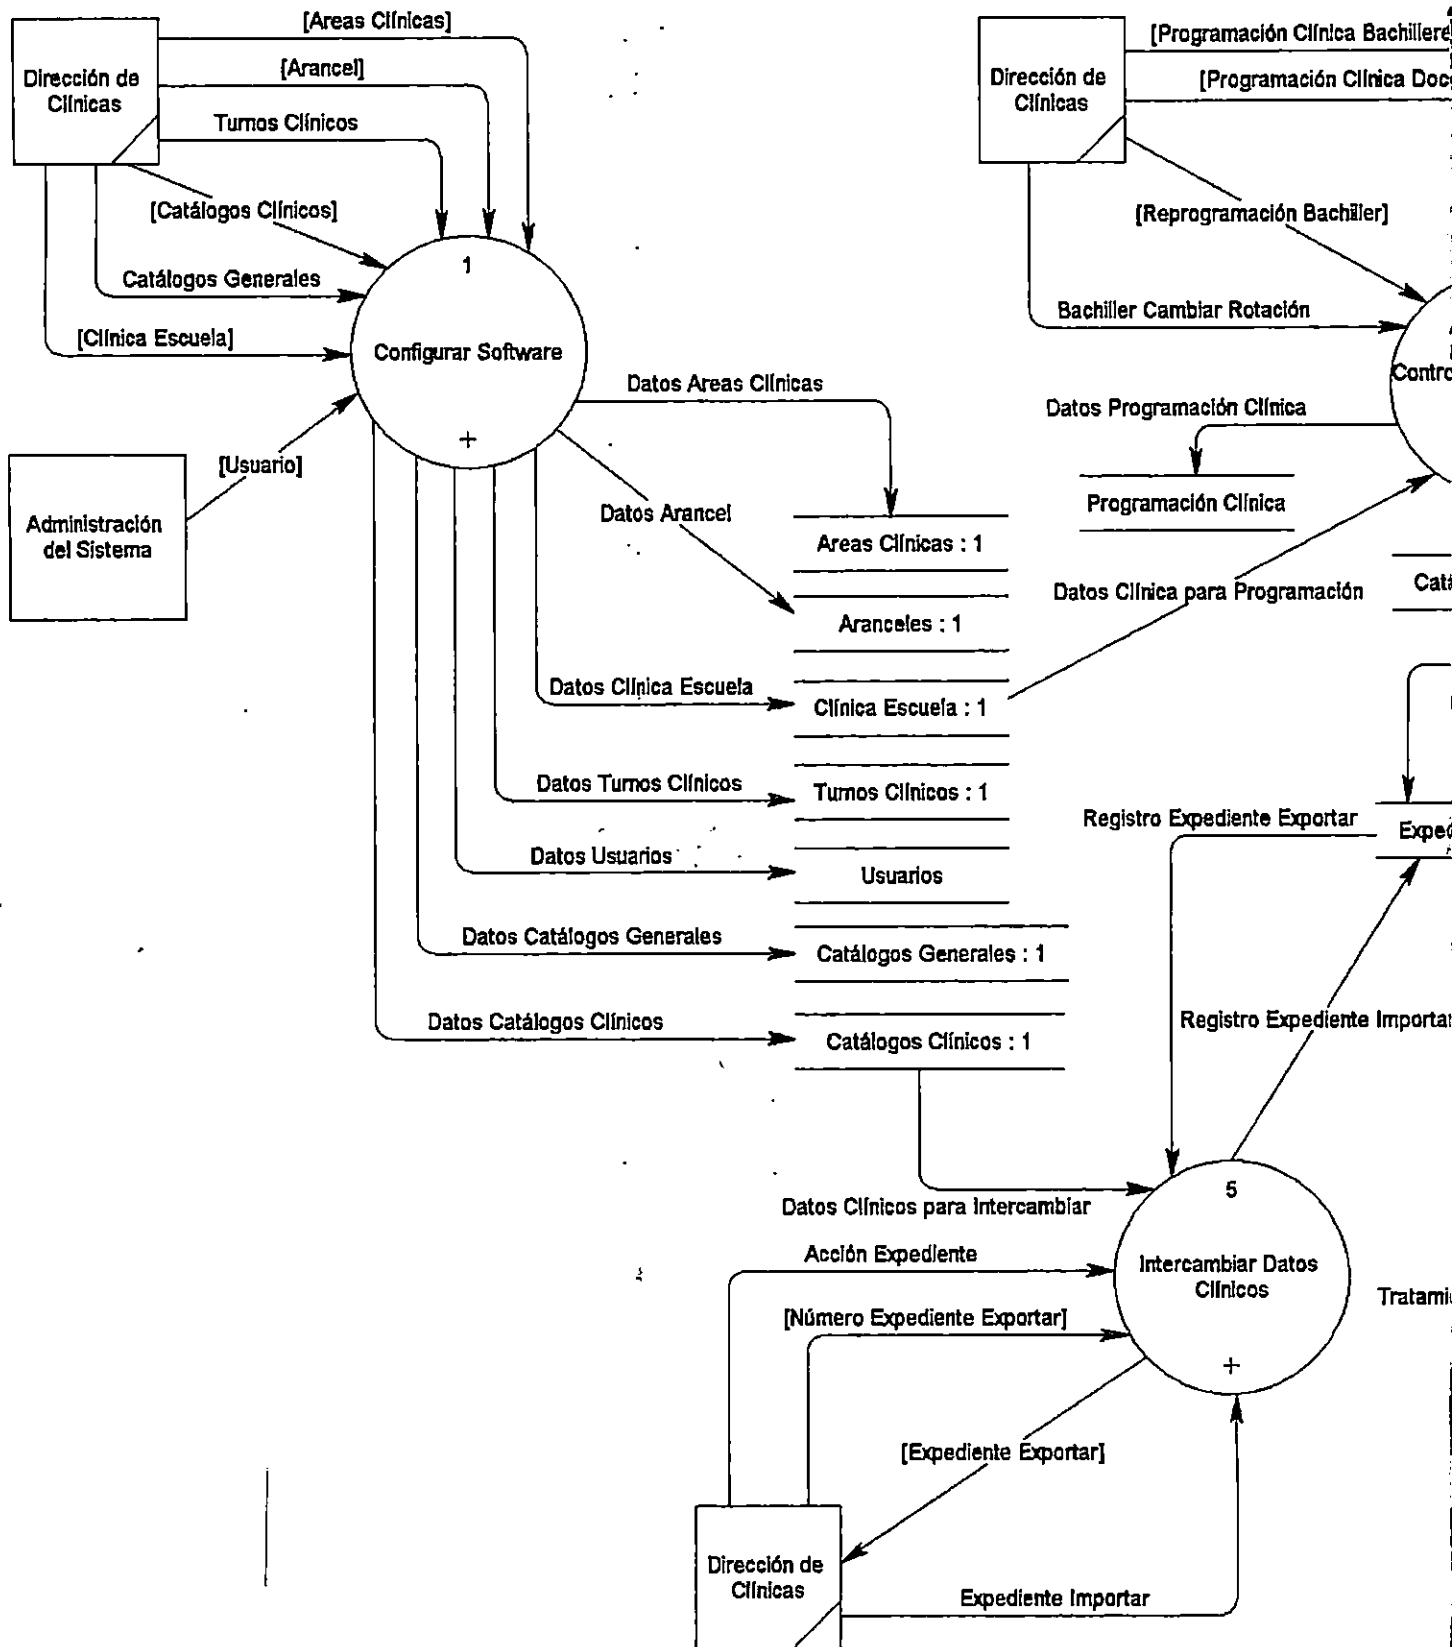 [Areas Clínicas]
[Programación Clínica
[Arancel]
Dirección de
Clínicas
Dirección de
Clínicas
[Programación Clínica
Turnos Clínicos
[Catálogos Clínicos]
[Reprogramación Bachiller]
1
Catálogos Generales
Bachiller Cambiar Rotación
[Clínica Escuela]
Configurar Software
Datos Areas Clínicas
Datos Programación Clínica
+
[Usuario]
Programación Clínica
Datos Arancel
Administración
del Sistema
Areas Clínicas : 1
Datos Clínica para Programación
Aranceles : 1
Datos Clínica Escuela
Clínica Escuela : 1
Datos Turnos Clínicos
Turnos Clínicos : 1
Registro Expediente Exportar
Datos Usuarios
Usuarios
Datos Catálogos Generales
Catálogos Generales : 1
Datos Catálogos Clínicos
Registro Expediente Importar
Catálogos Clínicos : 1
5
Datos Clínicos para Intercambiar
Acción Expediente
Intercambiar Datos
Clínicos
[Número Expediente Exportar]
+
[Expediente Exportar]
Dirección de
Clínicas
Expediente Importar